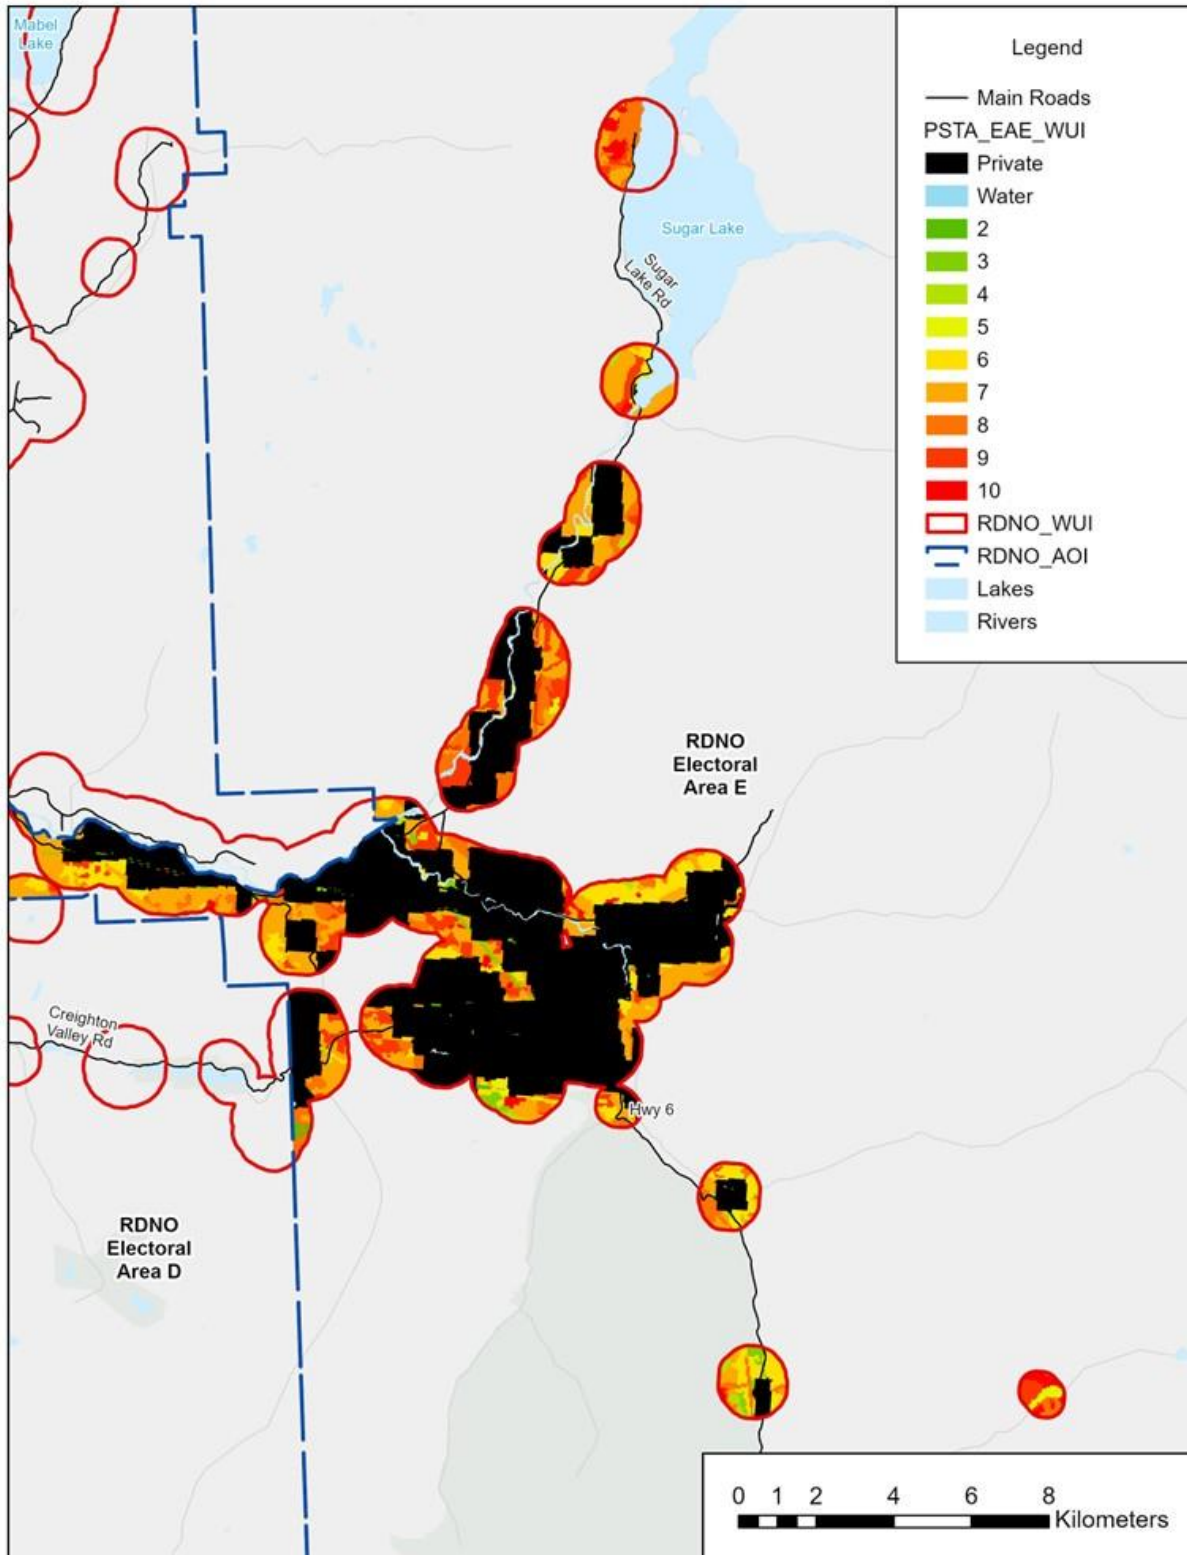 Mabel
Lake
Legend
Main Roads
PSTA_EAE_WUI
Private
Water
2
3
4
5
6
7
8
9
10
RDNO_WUI
RDNO_AOI
Lakes
Rivers
Sugar Lake
Sugar
Lake Rd
RDNO
Electoral
Area E
Creighton
Valley Rd
Hwy 6
RDNO
Electoral
Area D
0 1 2 4 6 8
Kilometers